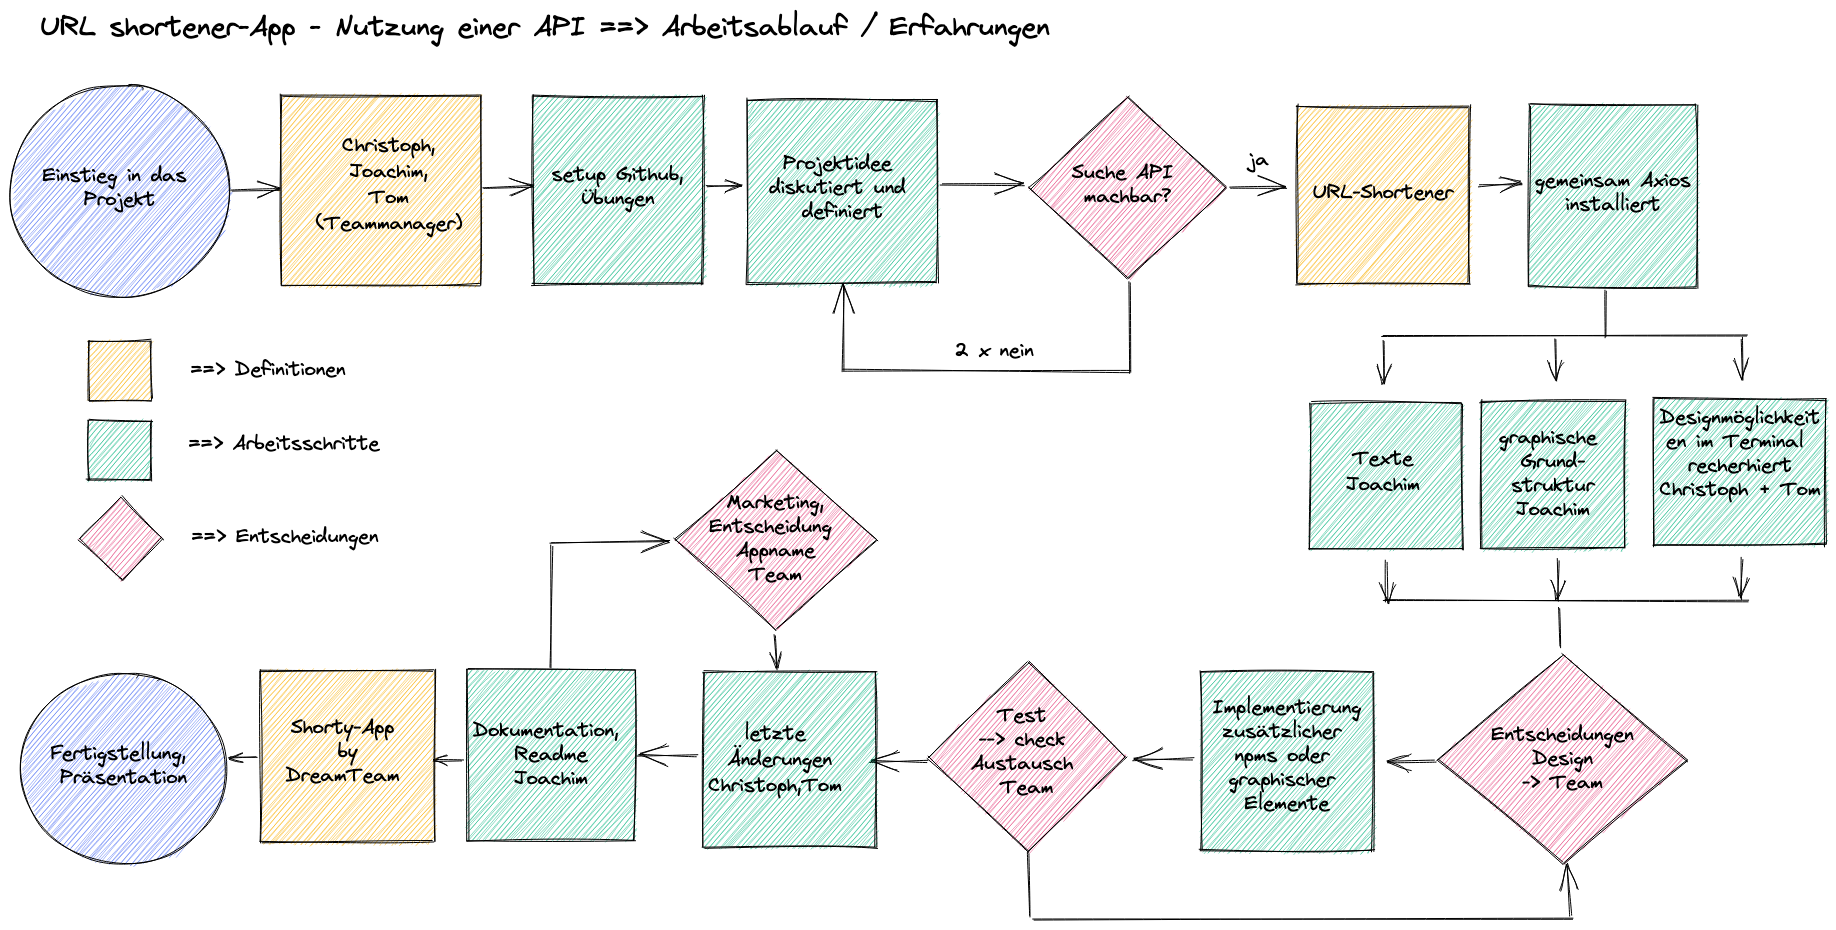 URL shortener-App - Nutzung einer API ==> Arbeitsablauf / Erfahrungen
Einstieg in das
Projekt
Christoph,
Joachim,
Tom
(Teammanager)
setup Github,
Übungen
Projektidee
diskutiert und
definiert
Suche API
machbar?
ja
2 x nein
URL-Shortener
gemeinsam Axios
installiert
==> Definitionen
==> Arbeitsschritte
==> Entscheidungen
Texte
Joachim
graphische
Grund-
struktur
Joachim
Designmöglichkeit
en im Terminal
recherhiert
Christoph + Tom
Entscheidungen
Design
-> Team
Implementierung
zusätzlicher
npms oder
graphischer
Elemente
Test
--> check
Austausch
Team
letzte
Änderungen
Christoph,Tom
Marketing,
Entscheidung
Appname
Team
Dokumentation,
Readme
Joachim
Shorty-App
by
DreamTeam
Fertigstellung,
Präsentation